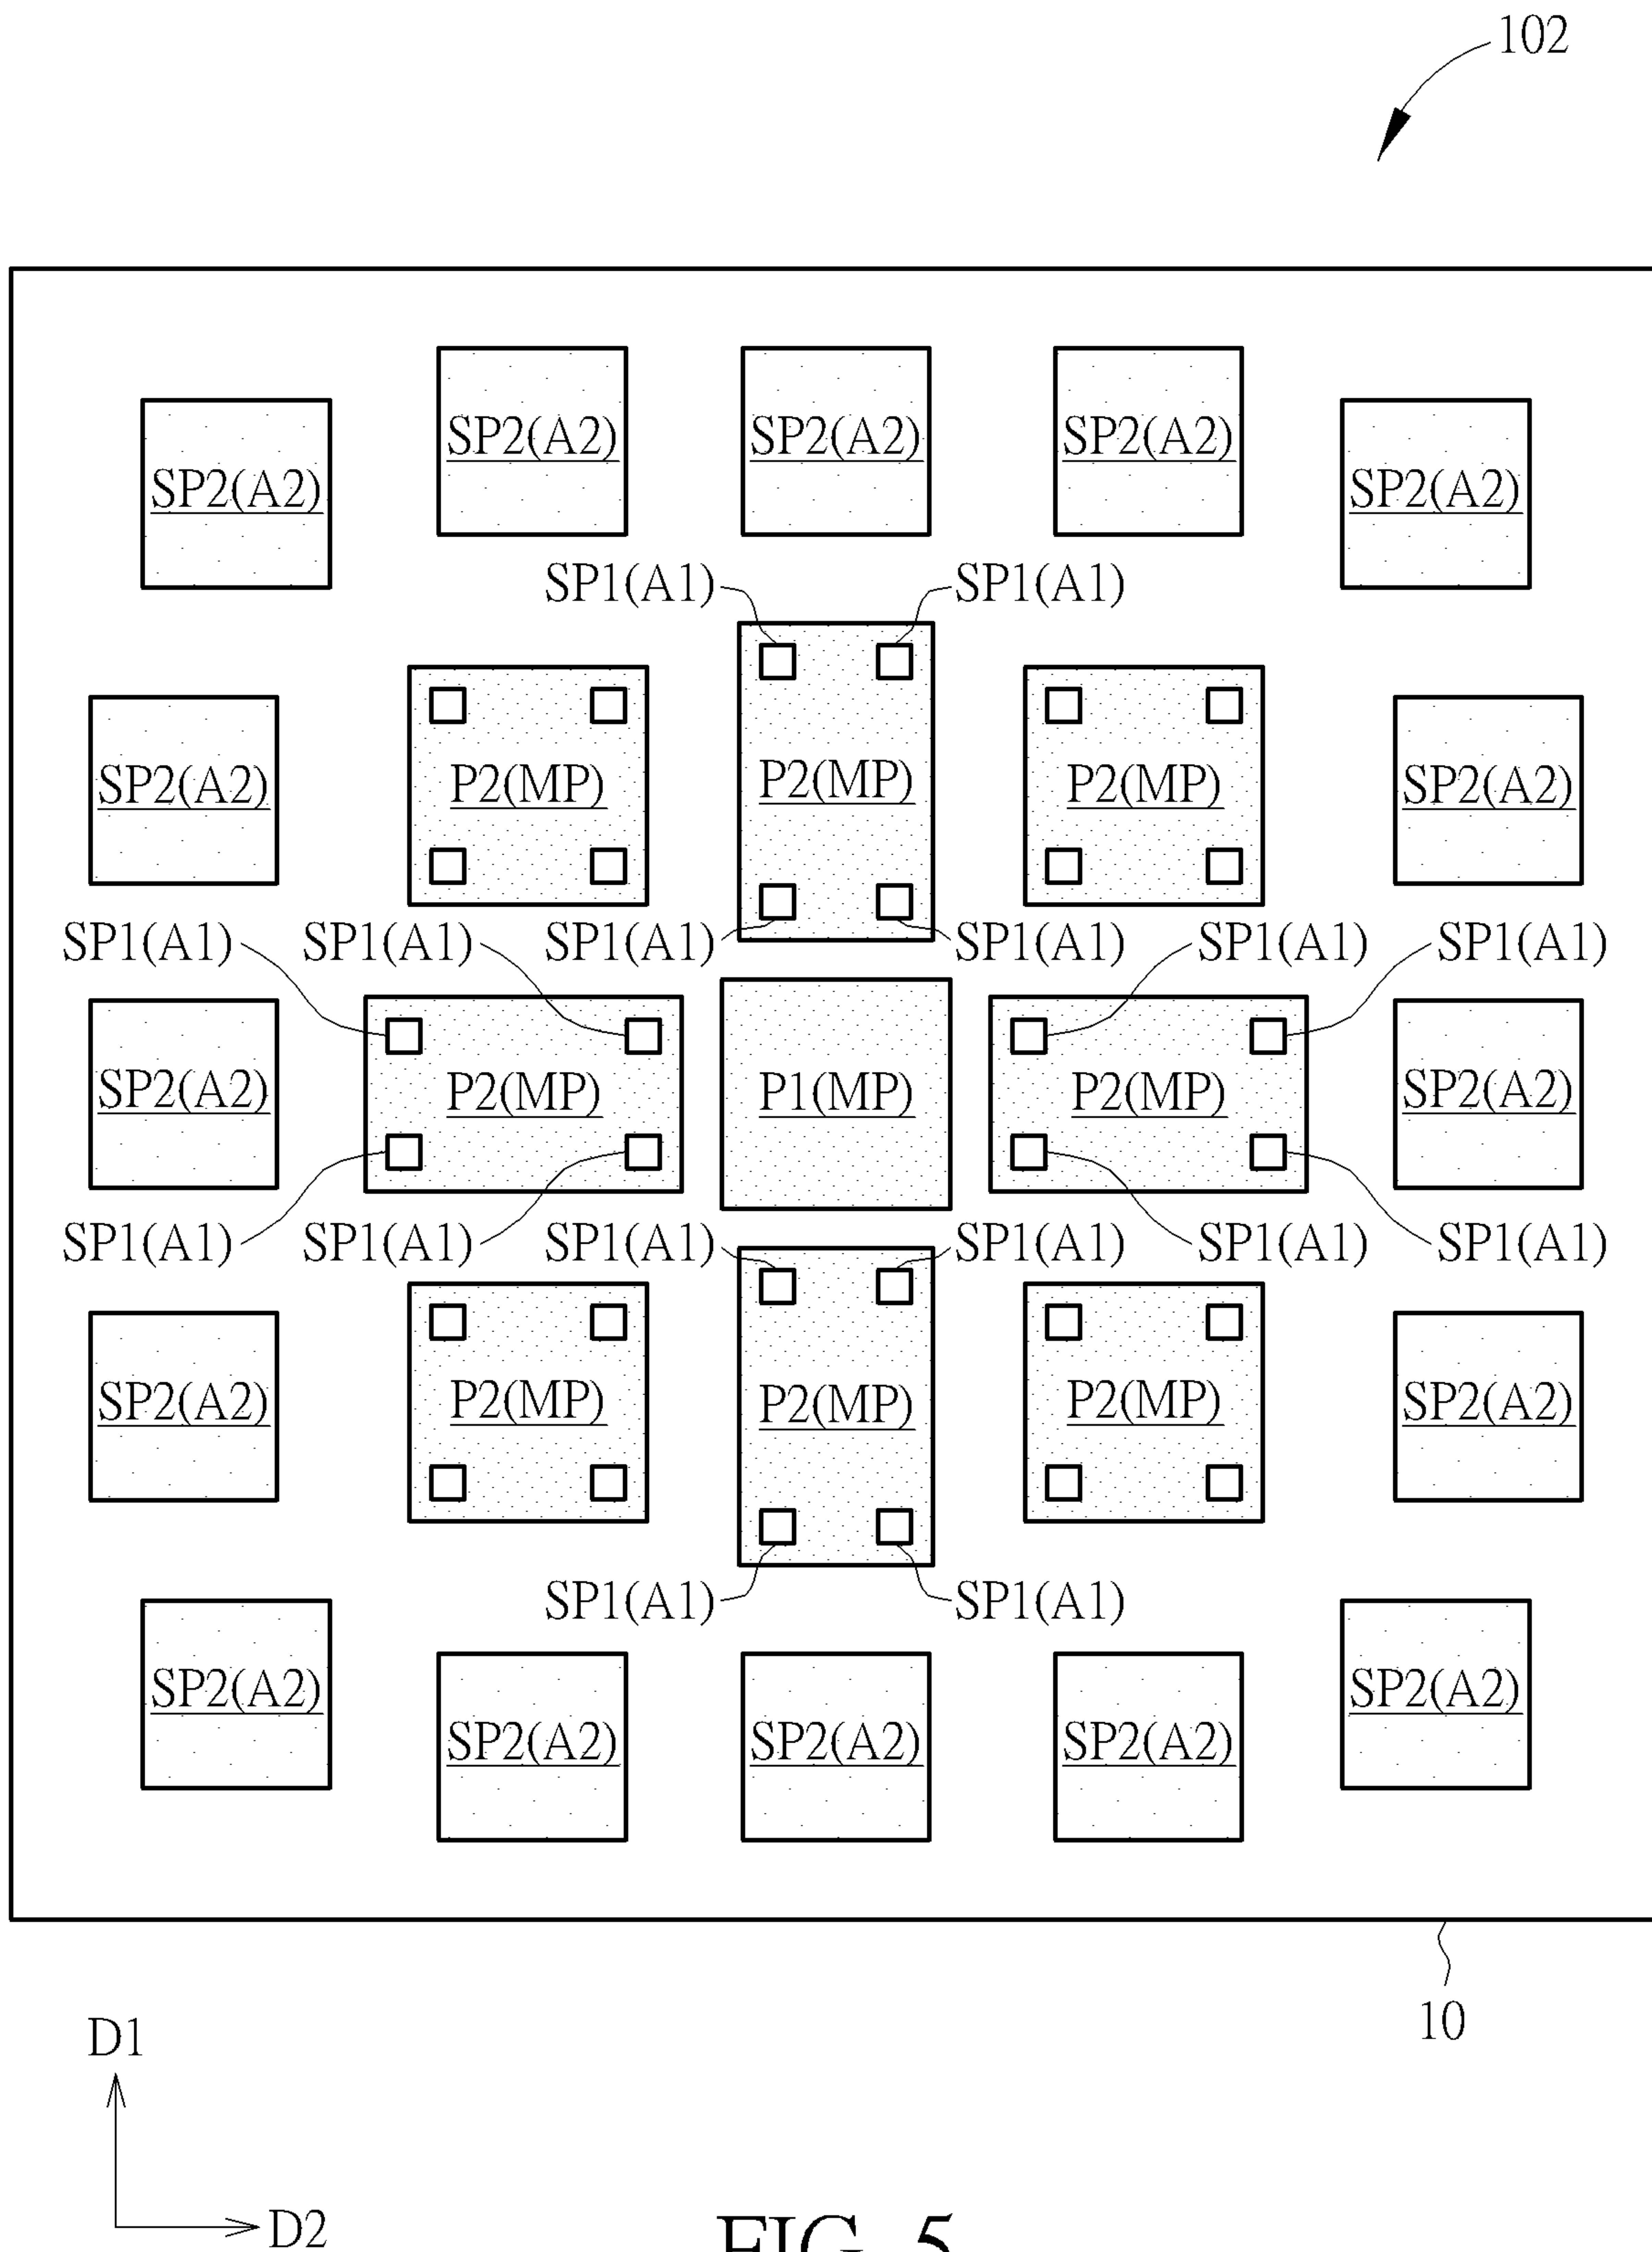 102
SP2(A2) SP2(A2) SP2(A2)
SP2(A2) SP2(A2)
SP1(A1) SP1(A1)
P2(MP) P2(MP) P2(MP)
SP2(A2) SP2(A2)
SP1(A1) SP1(A1) SP1(A1) SP1(A1) SP1(A1) SP1(A1)
SP2(A2) P2(MP) P1(MP) P2(MP) SP2(A2)
SP1(A1) SP1(A1) SP1(A1) SP1(A1) SP1(A1) SP1(A1)
SP2(A2) P2(MP) P2(MP) P2(MP) SP2(A2)
SP1(A1) SP1(A1)
SP2(A2) SP2(A2)
SP2(A2) SP2(A2) SP2(A2)
10
D1
D2
FIG. 5